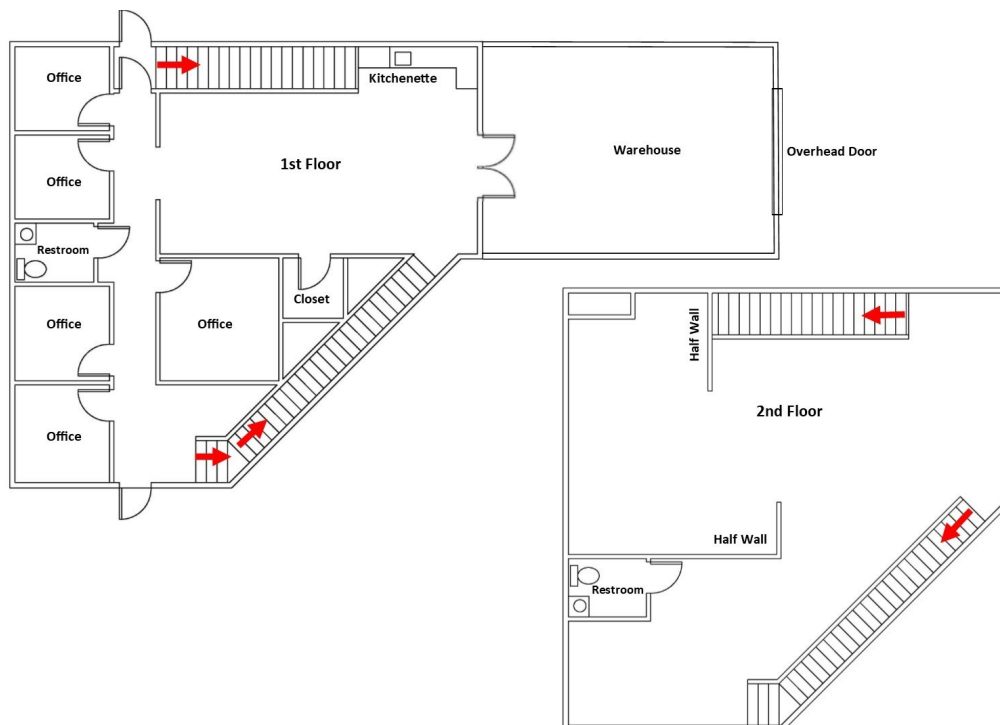 Office
Kitchenette
Office
1st Floor
Warehouse
Overhead Door
Restroom
Office
Office
Closet
Office
Half Wall
2nd Floor
Half Wall
Restroom